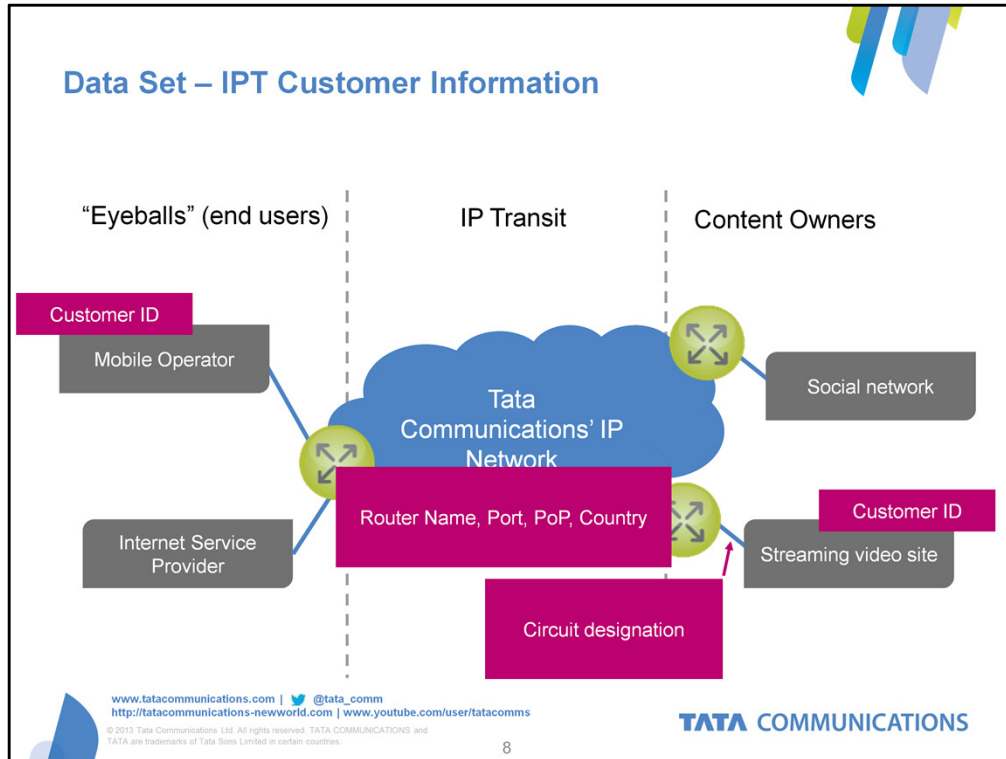 Data Set – IPT Customer Information
“Eyeballs” (end users)
IP Transit
Content Owners
Customer ID
Mobile Operator
Social network
Tata
Communications’ IP
Network
Router Name, Port, PoP, Country
Customer ID
Internet Service
Provider
Streaming video site
Circuit designation
www.tatacommunications.com | @tata_comm
http://tatacommunications-newworld.com | www.youtube.com/user/tatacomms
© 2013 Tata Communications Ltd. All rights reserved. TATA COMMUNICATIONS and
TATA are trademarks of Tata Sons Limited in certain countries.
8
TATA COMMUNICATIONS